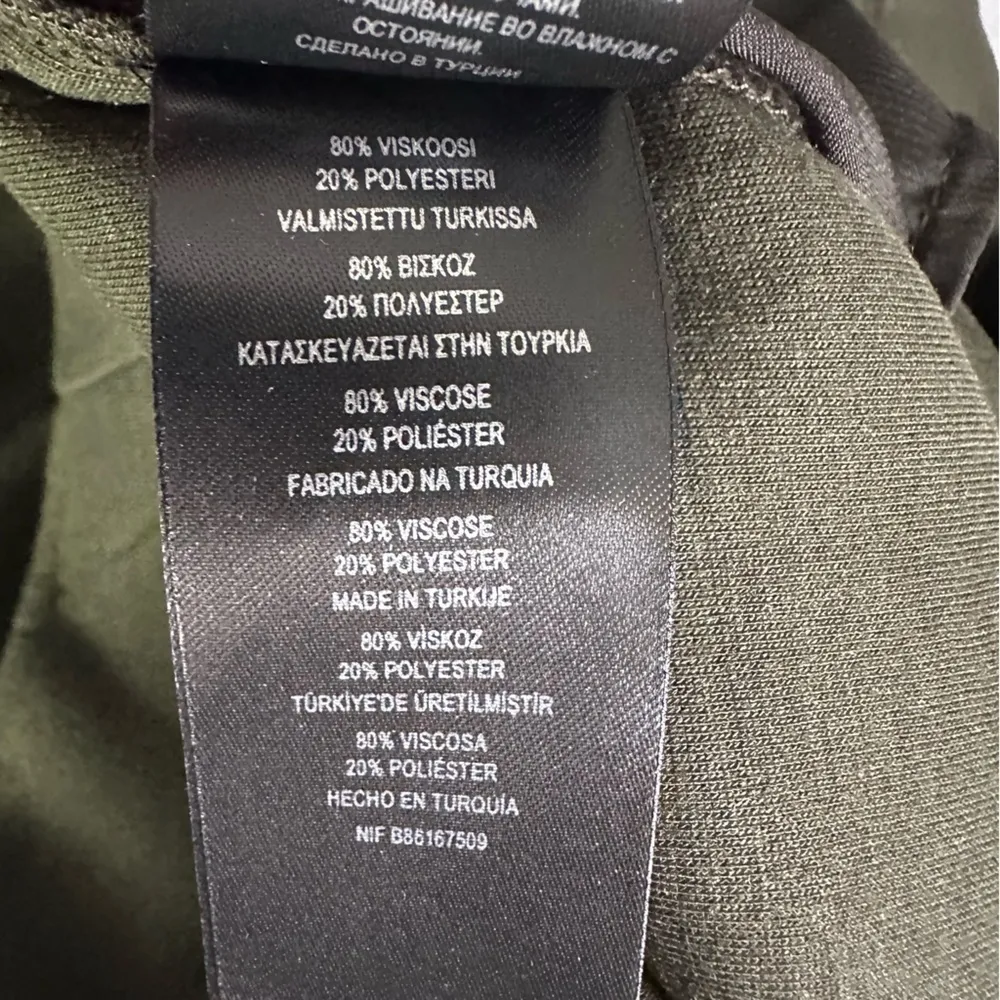 КРАШИВАНИЕ ВО ВЛАЖНОМ С
ОСТОЯНИИ.
СДЕЛАНО В ТУРЦИИ
80% VISKOOSI
20% POLYESTERI
VALMISTETTU TURKISSA
80% ΒΙΣΚΟΖ
20% ΠΟΛΥΕΣΤΕΡ
ΚΑΤΑΣΚΕΥΑΖΕΤΑΙ ΣΤΗΝ ΤΟΥΡΚΙΑ
80% VISCOSE
20% POLIÉSTER
FABRICADO NA TURQUIA
80% VISCOSE
20% POLYESTER
MADE IN TURKIJE
80% VİSKOZ
20% POLYESTER
TÜRKİYE'DE ÜRETİLMİŞTİR
80% VISCOSA
20% POLIÉSTER
HECHO EN TURQUÍA
NIF B86167509